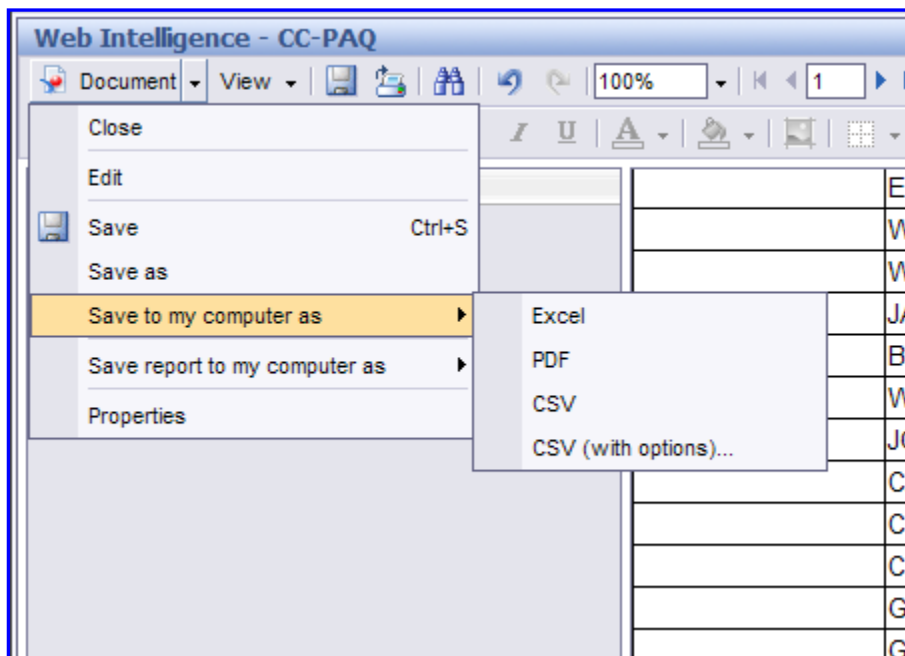 Web Intelligence - CC-PAQ
Document View 100% 1
Close
I U A
Edit
Save Ctrl+S
Save as
Save to my computer as
Excel
PDF
CSV
CSV (with options)...
Save report to my computer as
Properties
E
W
W
JA
B
W
C
C
C
G
G